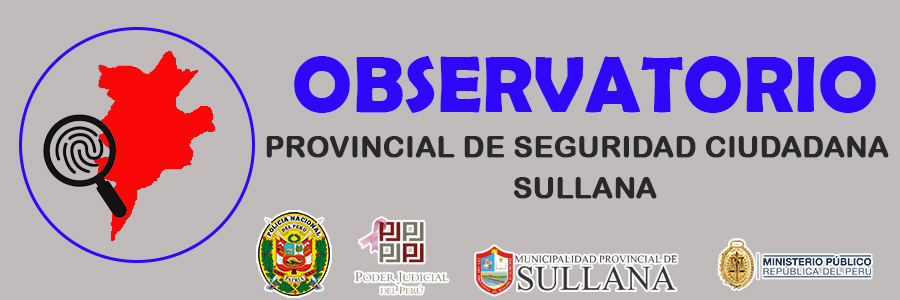 OBSERVATORIO
PROVINCIAL DE SEGURIDAD CIUDADANA
SULLANA
POLICIA NACIONAL
DEL PERU
PODER JUDICIAL
DEL PERÚ
MUNICIPALIDAD PROVINCIAL DE
SULLANA
MINISTERIO PÚBLICO
REPÚBLICA DEL PERÚ